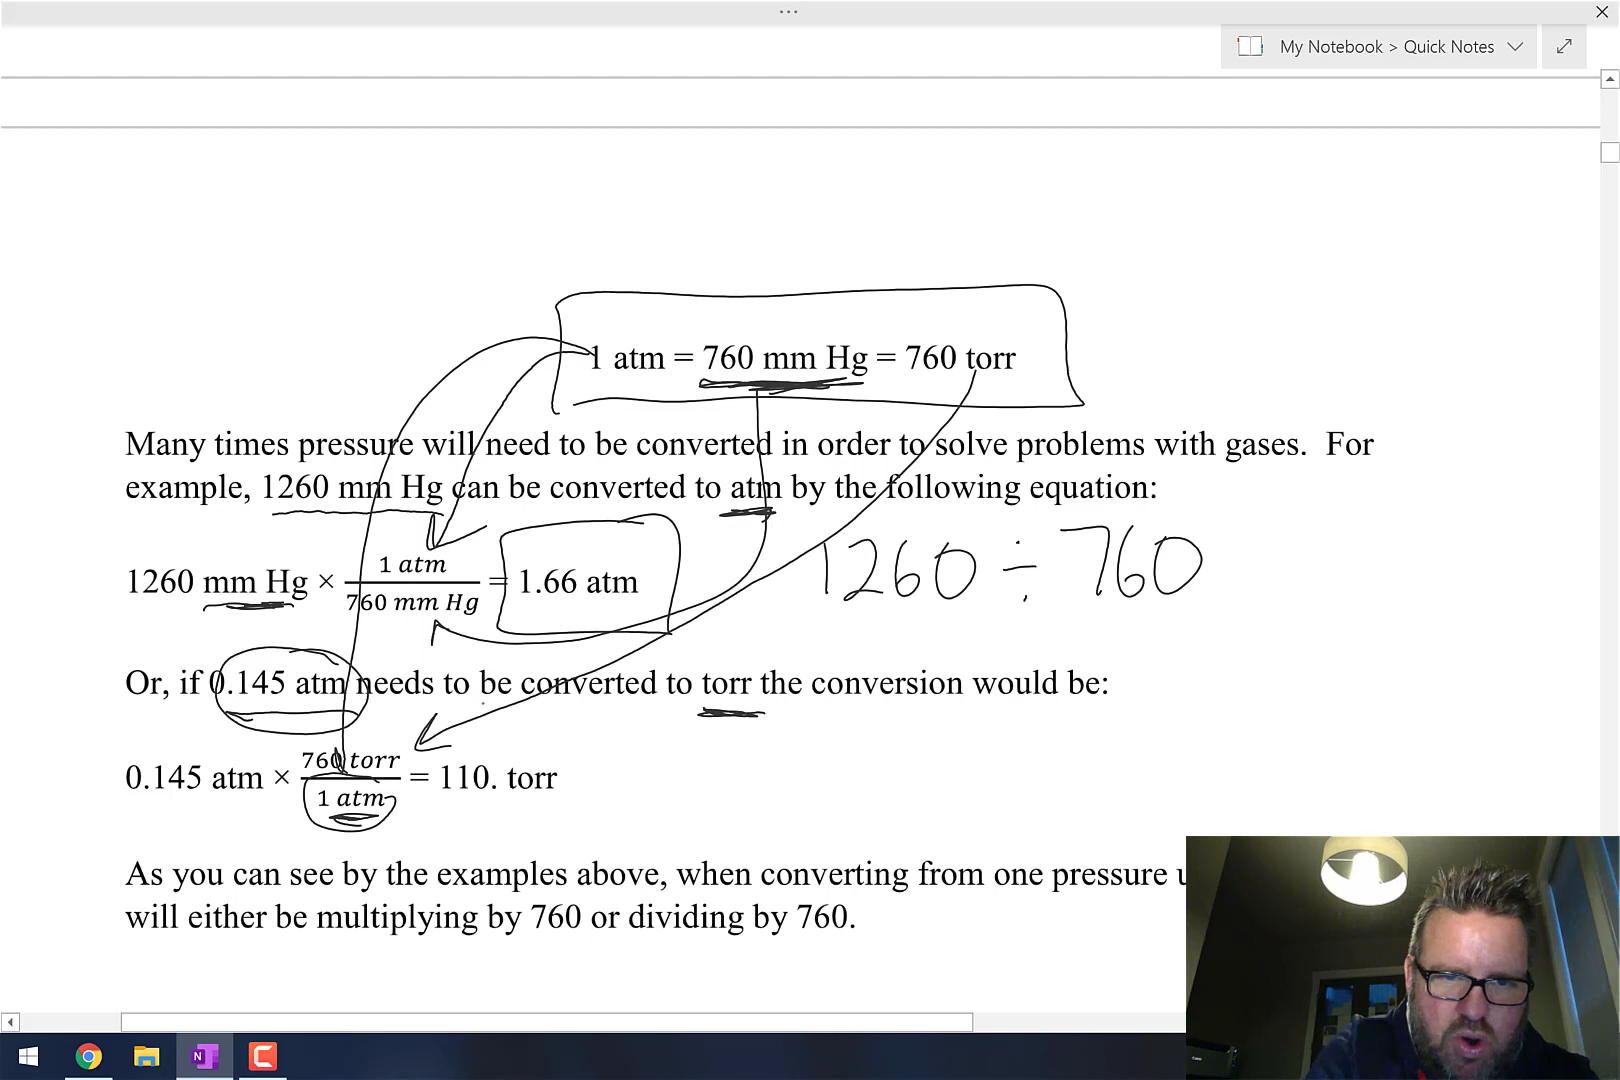 My Notebook > Quick Notes
1 atm = 760 mm Hg = 760 torr
Many times pressure will need to be converted in order to solve problems with gases. For
example, 1260 mm Hg can be converted to atm by the following equation:
1260 mm Hg × 1 atm / 760 mm Hg = 1.66 atm
1260 ÷ 760
Or, if 0.145 atm needs to be converted to torr the conversion would be:
0.145 atm × 760 torr / 1 atm = 110. torr
As you can see by the examples above, when converting from one pressure
will either be multiplying by 760 or dividing by 760.